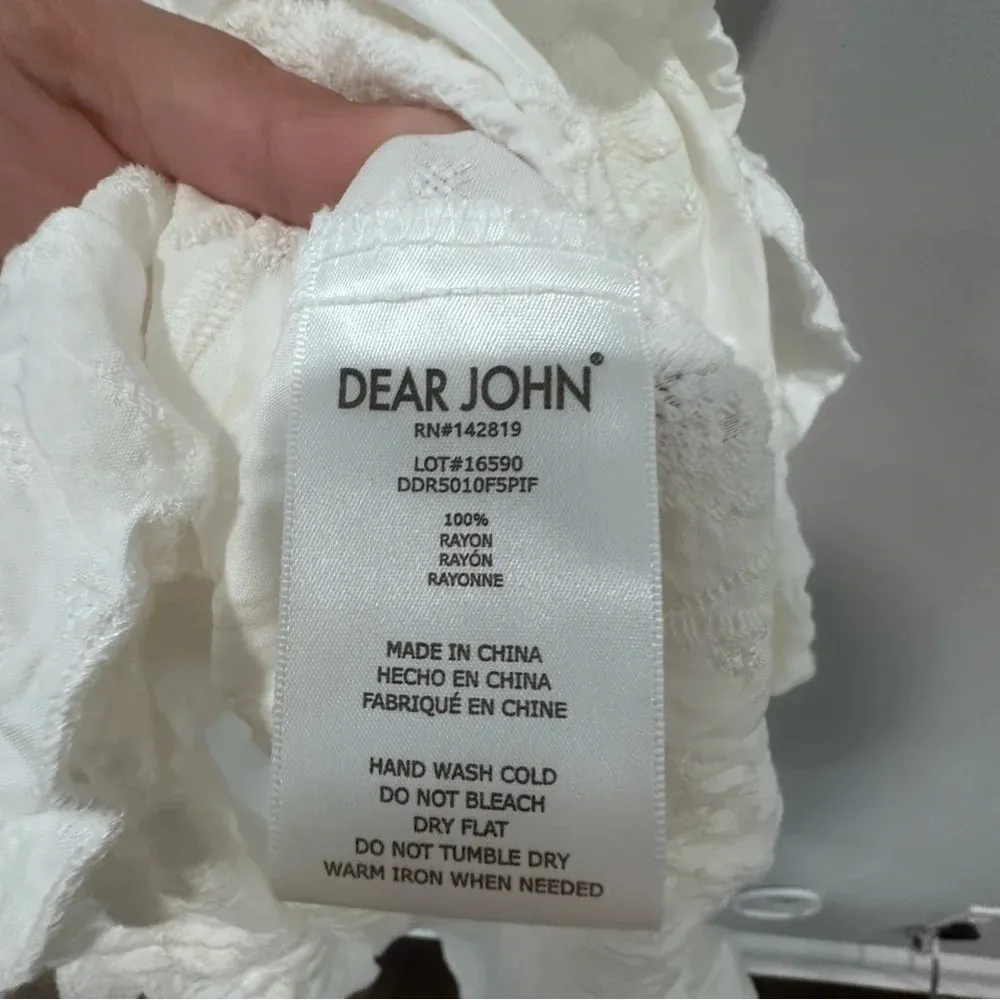 DEAR JOHN®
RN#142819
LOT#16590
DDR5010F5PIF
100%
RAYON
RAYÓN
RAYONNE
MADE IN CHINA
HECHO EN CHINA
FABRIQUÉ EN CHINE
HAND WASH COLD
DO NOT BLEACH
DRY FLAT
DO NOT TUMBLE DRY
WARM IRON WHEN NEEDED